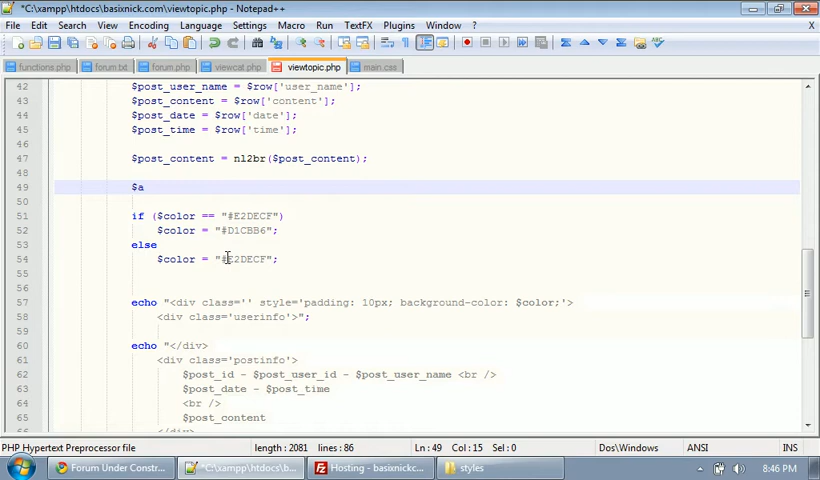 *C:\xampp\htdocs\basixnick.com\viewtopic.php - Notepad++
File Edit Search View Encoding Language Settings Macro Run TextFX Plugins Window ? X
functions.php forum.txt forum.php viewcat.php viewtopic.php main.css
42 $post_user_name = $row['user_name'];
43 $post_content = $row['content'];
44 $post_date = $row['date'];
45 $post_time = $row['time'];
46
47 $post_content = nl2br($post_content);
48
49 $a
50
51 if ($color == "#E2DECF")
52 $color = "#D1CBB6";
53 else
54 $color = "#E2DECF";
55
56
57 echo "<div class='' style='padding: 10px; background-color: $color;'>
58 <div class='userinfo'>";
59
60 echo "</div>
61 <div class='postinfo'>
62 $post_id - $post_user_id - $post_user_name <br />
63 $post_date - $post_time
64 <br />
65 $post_content
66 </div>
PHP Hypertext Preprocessor file length : 2081 lines : 86 Ln : 49 Col : 15 Sel : 0 Dos\Windows ANSI INS
Forum Under Constr... *C:\xampp\htdocs\b... Hosting - basixnickc... styles 8:46 PM